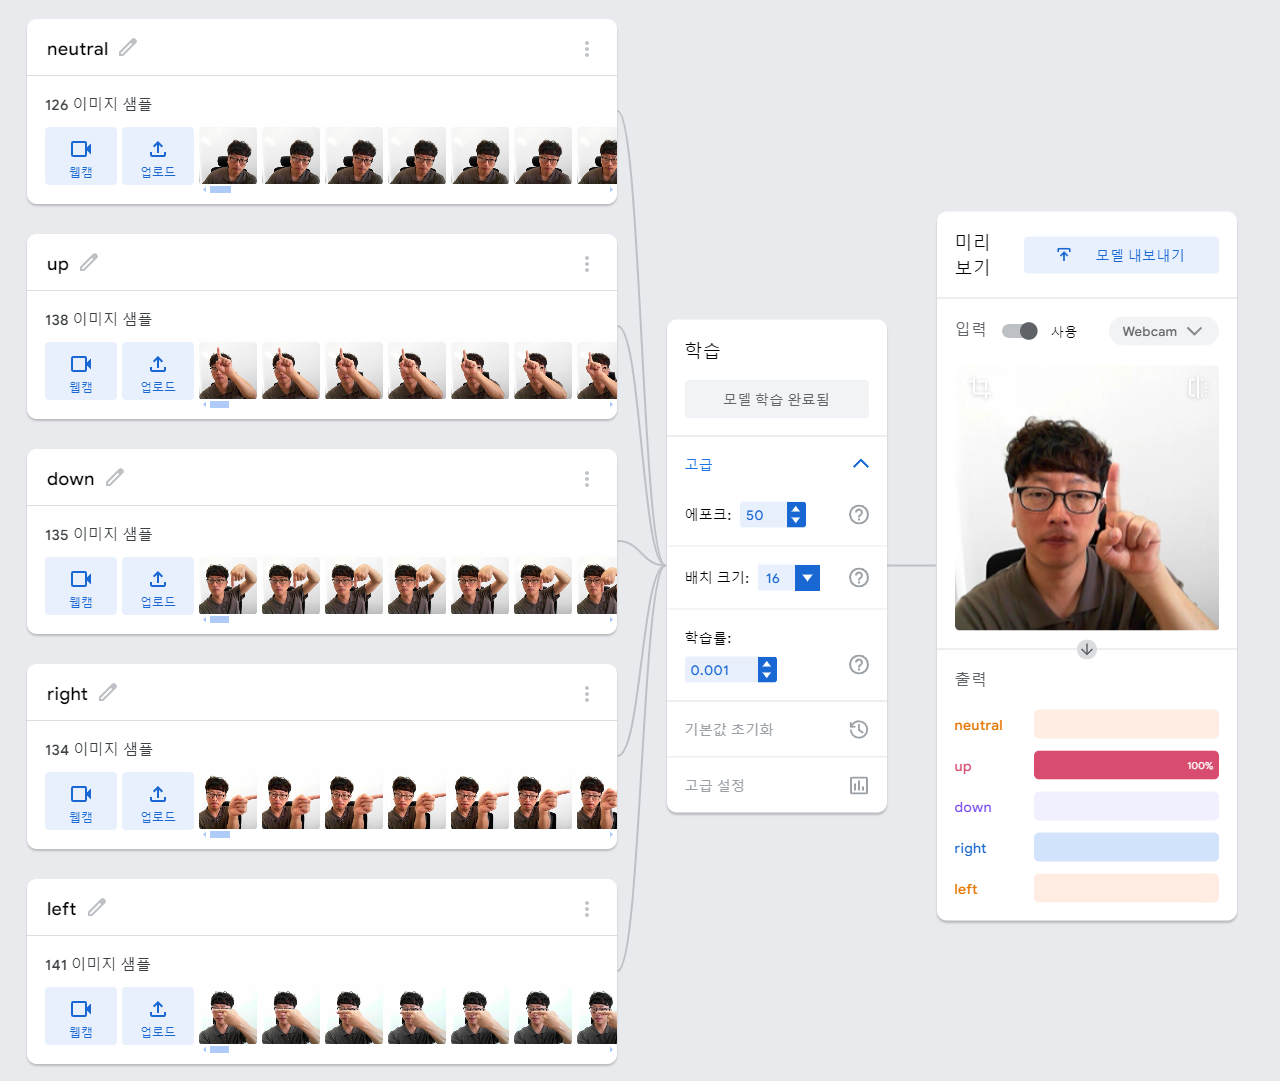 neutral
126 이미지 샘플
웹캠
업로드
up
138 이미지 샘플
웹캠
업로드
down
135 이미지 샘플
웹캠
업로드
right
134 이미지 샘플
웹캠
업로드
left
141 이미지 샘플
웹캠
업로드
학습
모델 학습 완료됨
고급
에포크: 50
배치 크기: 16
학습률:
0.001
기본값 초기화
고급 설정
미리
보기
모델 내보내기
입력
사용
Webcam
출력
neutral
up 100%
down
right
left